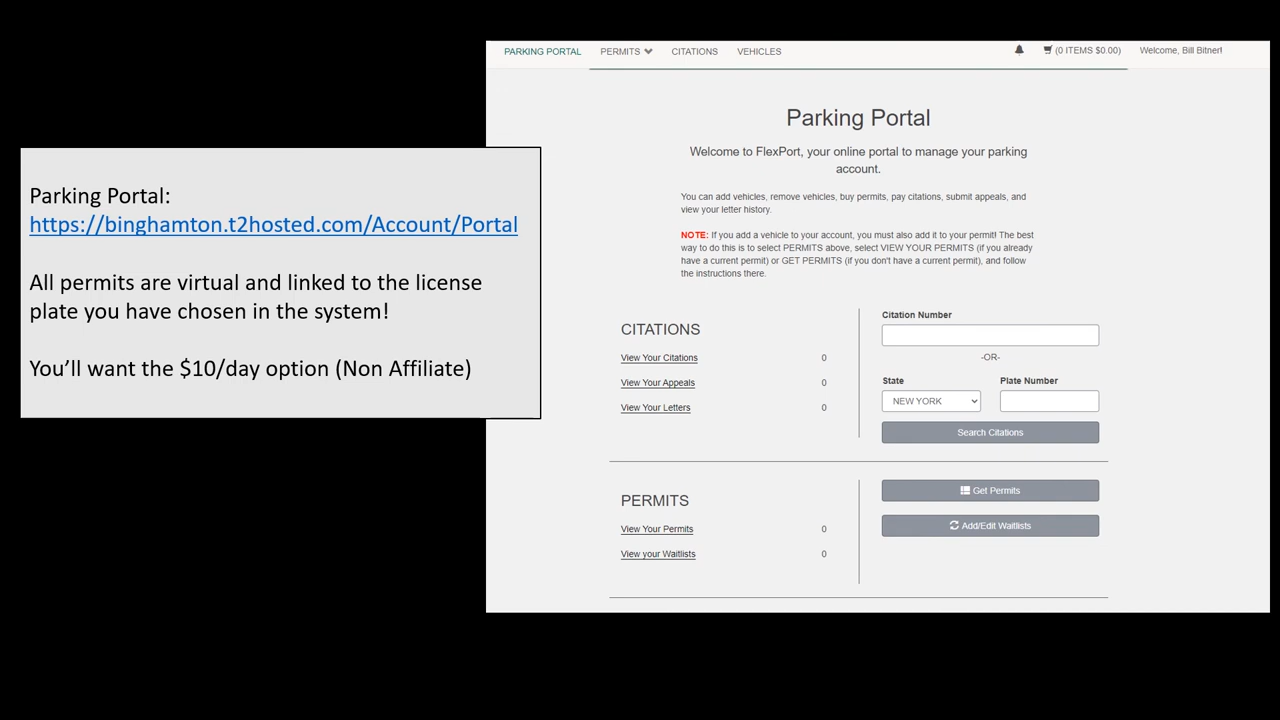 PARKING PORTAL PERMITS CITATIONS VEHICLES (0 ITEMS $0.00) Welcome, Bill Bitner!
Parking Portal
Welcome to FlexPort, your online portal to manage your parking
account.
You can add vehicles, remove vehicles, buy permits, pay citations, submit appeals, and
view your letter history.
NOTE: If you add a vehicle to your account, you must also add it to your permit! The best
way to do this is to select PERMITS above, select VIEW YOUR PERMITS (if you already
have a current permit) or GET PERMITS (if you don't have a current permit), and follow
the instructions there.
Parking Portal:
https://binghamton.t2hosted.com/Account/Portal
All permits are virtual and linked to the license
plate you have chosen in the system!
You'll want the $10/day option (Non Affiliate)
CITATIONS
View Your Citations 0
View Your Appeals 0
View Your Letters 0
Citation Number
-OR-
State Plate Number
NEW YORK
Search Citations
PERMITS
View Your Permits 0
View your Waitlists 0
Get Permits
Add/Edit Waitlists